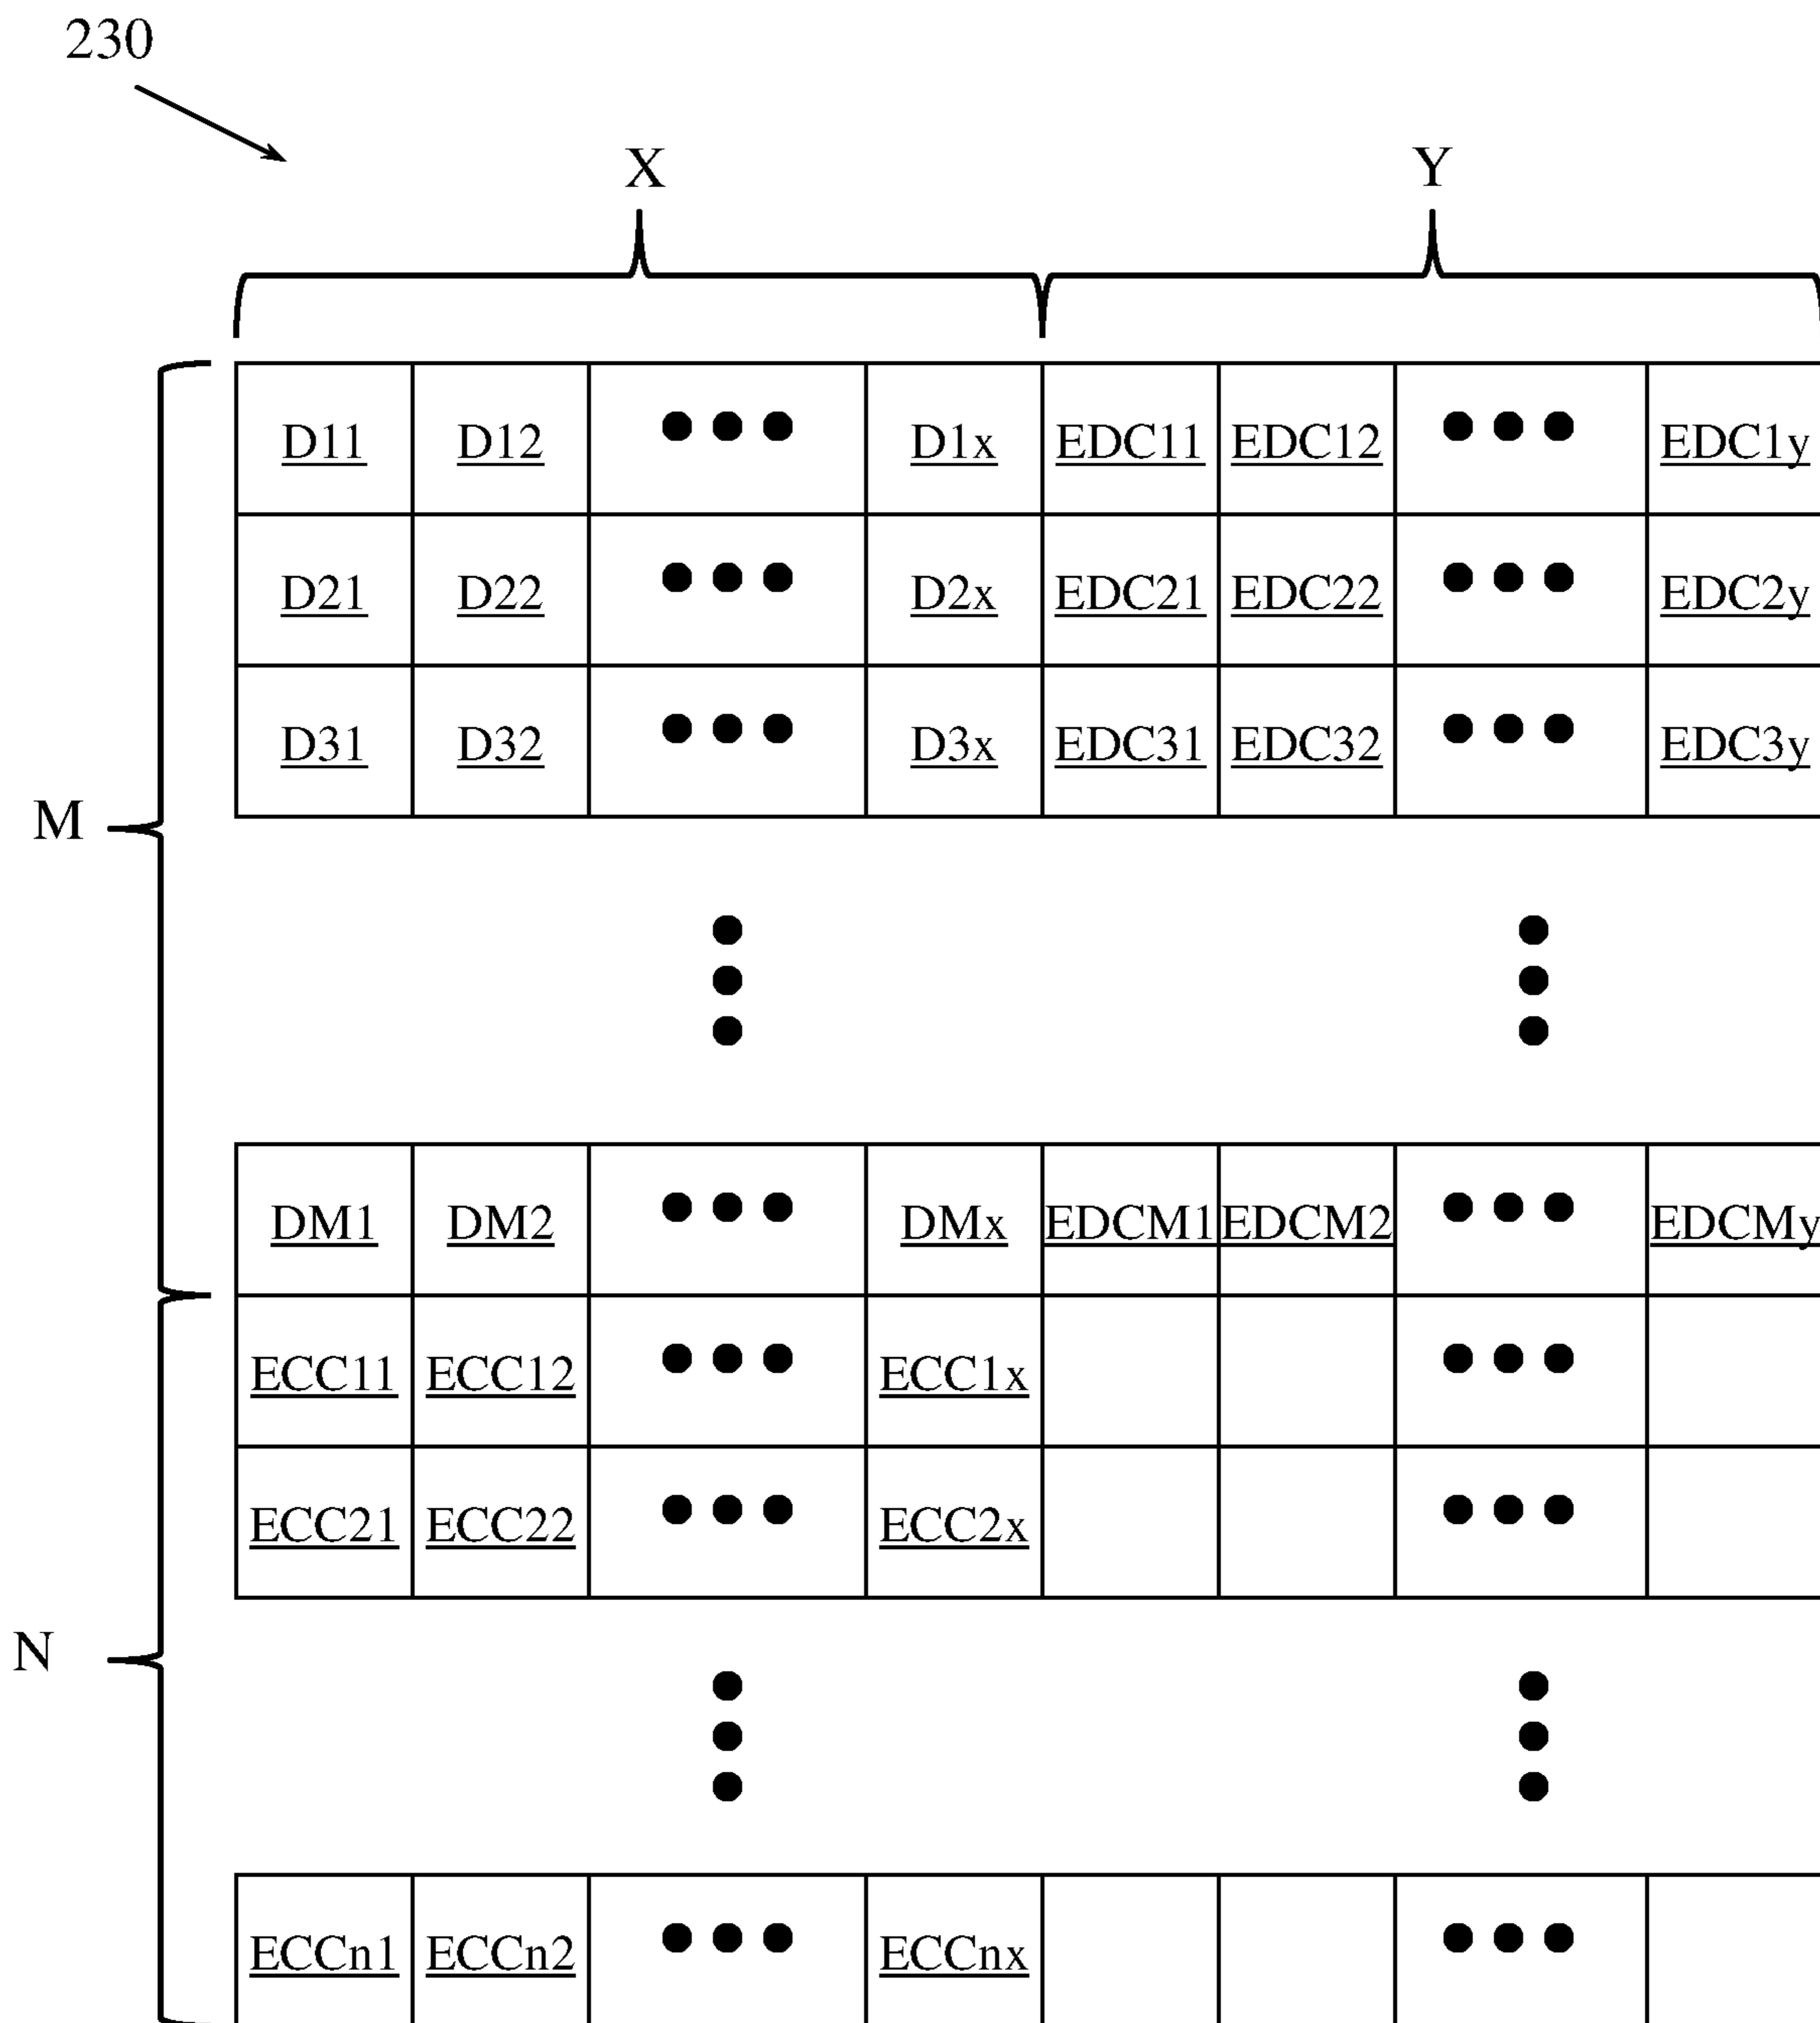 230
X Y
D11 D12 D1x EDC11 EDC12 EDC1y
D21 D22 D2x EDC21 EDC22 EDC2y
D31 D32 D3x EDC31 EDC32 EDC3y
M
DM1 DM2 DMx EDCM1 EDCM2 EDCMy
ECC11 ECC12 ECC1x
ECC21 ECC22 ECC2x
N
ECCn1 ECCn2 ECCnx